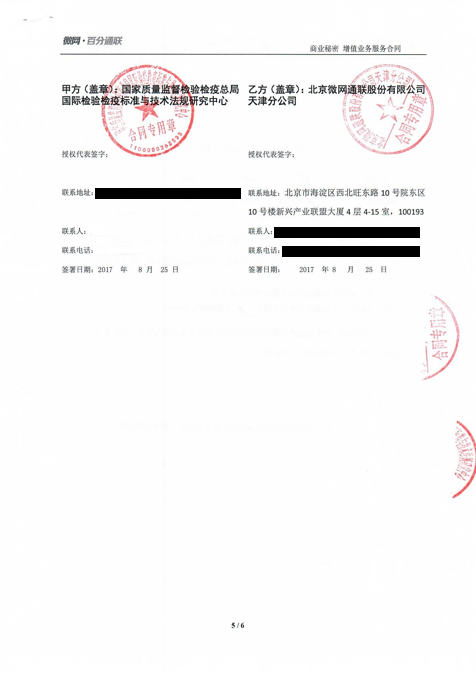 微网·百分通联
商业秘密 增值业务服务合同
甲方（盖章）：国家质量监督检验检疫总局
国际检验检疫标准与技术法规研究中心
乙方（盖章）：北京微网通联股份有限公司
天津分公司
合同专用章
1100000202595
合同专用章
授权代表签字：
授权代表签字：
联系地址：
联系地址：北京市海淀区西北旺东路 10 号院东区
10 号楼新兴产业联盟大厦 4 层 4-15 室，100193
联系人：
联系人：
联系电话：
联系电话：
签署日期：2017 年 8 月 25 日
签署日期： 2017 年 8 月 25 日
合同专用章
5 / 6